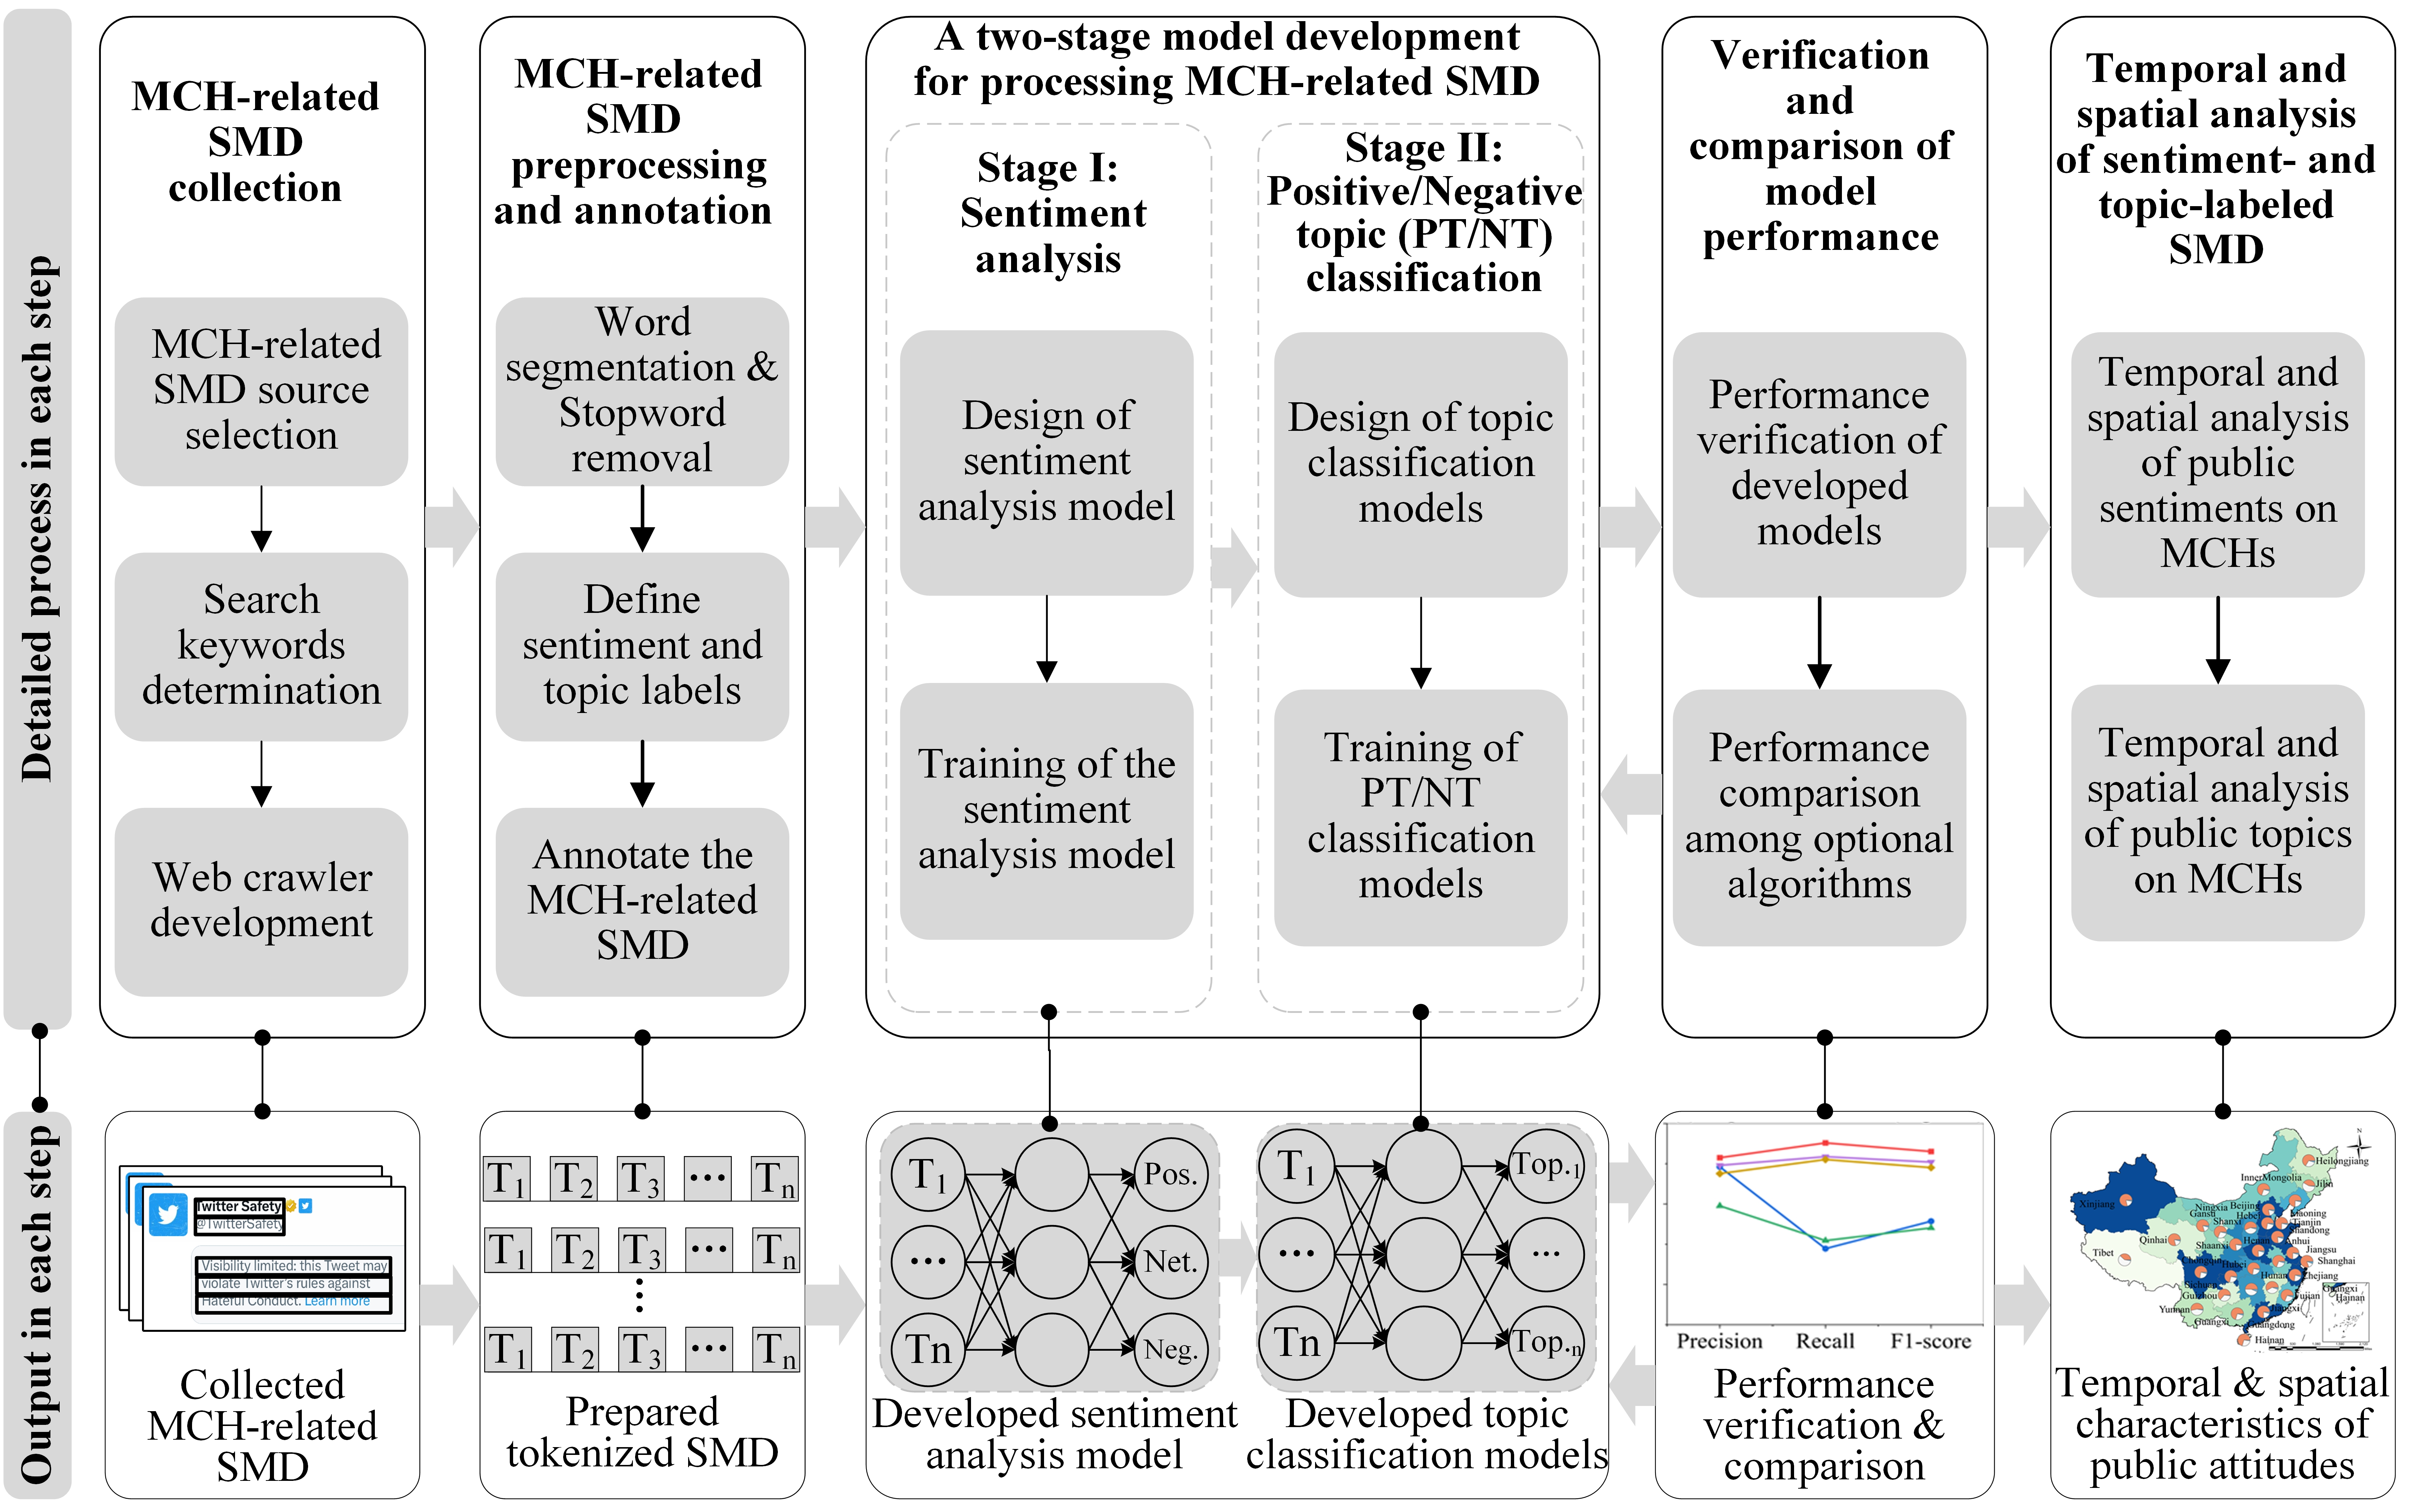 Detailed process in each step
MCH-related
SMD
collection
MCH-related
SMD source
selection
Search
keywords
determination
Web crawler
development
MCH-related
SMD
preprocessing
and annotation
Word
segmentation &
Stopword
removal
Define
sentiment and
topic labels
Annotate the
MCH-related
SMD
A two-stage model development
for processing MCH-related SMD
Stage I:
Sentiment
analysis
Design of
sentiment
analysis model
Training of the
sentiment
analysis model
Stage II:
Positive/Negative
topic (PT/NT)
classification
Design of topic
classification
models
Training of
PT/NT
classification
models
Verification
and
comparison of
model
performance
Performance
verification of
developed
models
Performance
comparison
among optional
algorithms
Temporal and
spatial analysis
of sentiment- and
topic-labeled
SMD
Temporal and
spatial analysis
of public
sentiments on
MCHs
Temporal and
spatial analysis
of public topics
on MCHs
Output in each step
Twitter Safety
@TwitterSafety
Visibility limited: this Tweet may
violate Twitter's rules against
Hateful Conduct. Learn more
Collected
MCH-related
SMD
T1 T2 T3 ··· Tn
T1 T2 T3 ··· Tn
T1 T2 T3 ··· Tn
Prepared
tokenized SMD
T1
···
Tn
Pos.
Net.
Neg.
Developed sentiment
analysis model
T1
···
Tn
Top.1
···
Top.n
Developed topic
classification models
Precision Recall F1-score
Performance
verification &
comparison
N
Heilongjiang
Jilin
InnerMongolia
Liaoning
Xinjiang
Ningxia
Beijing
Gansu
Hebei
Tianjin
Shanxi
Shandong
Qinghai
Shaanxi
Henan
Anhui
Jiangsu
Shanghai
Tibet
Chongqin
Hubei
Sichuan
Hunan
Zhejiang
Guizhou
Fujian
Yunnan
Jiangxi
Guangxi
Guangdong
Hainan
Guangxi
Hainan
Temporal & spatial
characteristics of
public attitudes